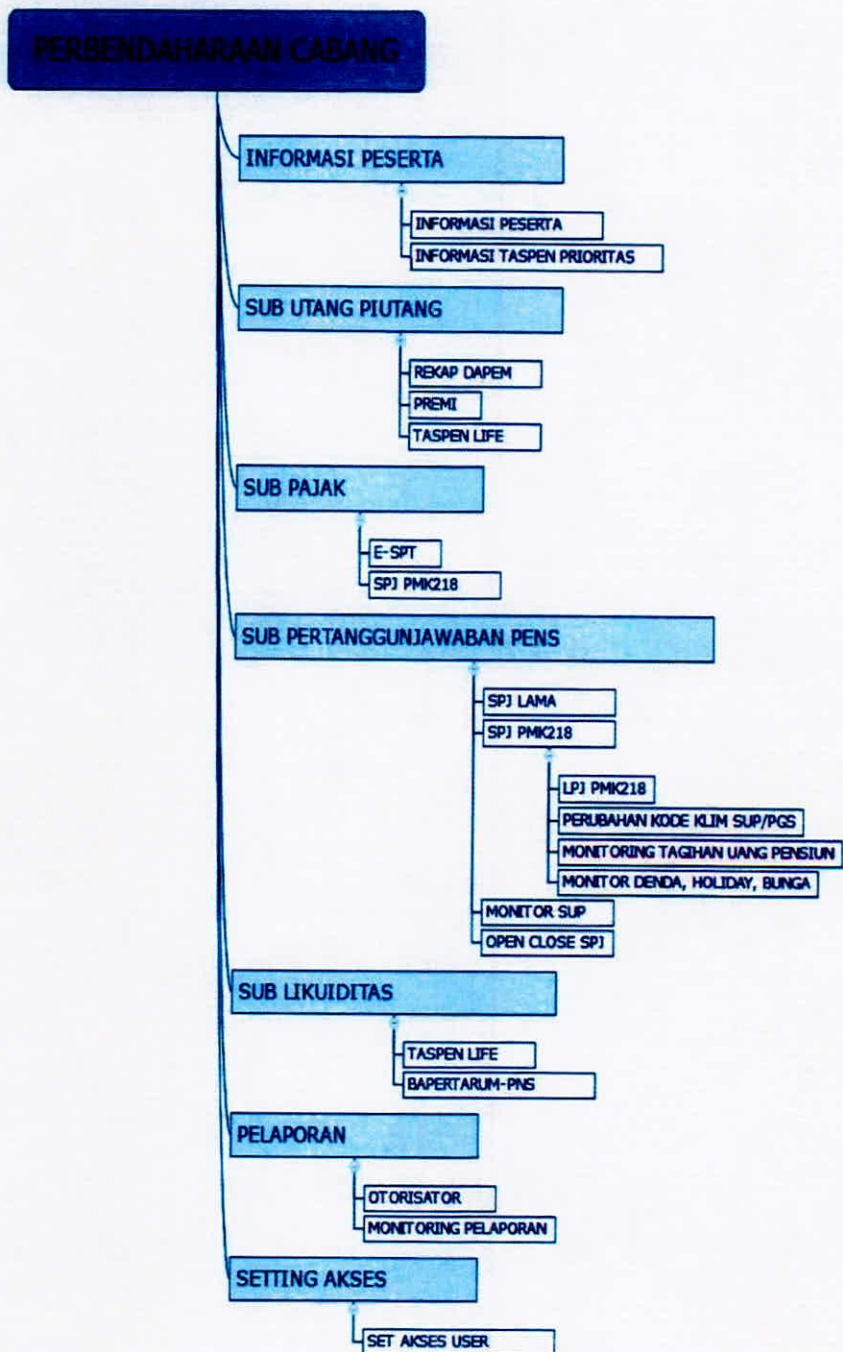 PERBENDAHARAAN CABANG
INFORMASI PESERTA
INFORMASI PESERTA
INFORMASI TASPEN PRIORITAS
SUB UTANG PIUTANG
REKAP DAPEM
PREMI
TASPEN LIFE
SUB PAJAK
E-SPT
SPJ PMK218
SUB PERTANGGUNJAWABAN PENS
SPJ LAMA
SPJ PMK218
LPJ PMK218
PERUBAHAN KODE KLIM SUP/PGS
MONITORING TAGIHAN UANG PENSIUN
MONITOR DENDA, HOLIDAY, BUNGA
MONITOR SUP
OPEN CLOSE SPJ
SUB LIKUIDITAS
TASPEN LIFE
BAPERTARUM-PNS
PELAPORAN
OTORISATOR
MONITORING PELAPORAN
SETTING AKSES
SET AKSES USER